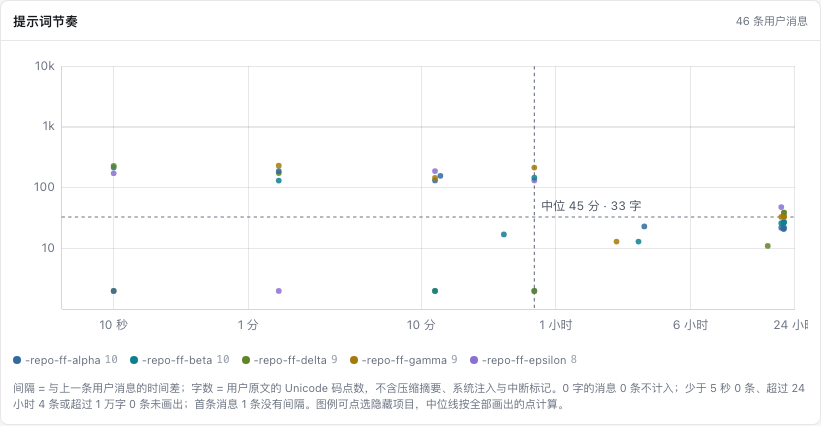 提示词节奏
46 条用户消息
10k
1k
100
10
中位 45 分 · 33 字
10 秒
1 分
10 分
1 小时
6 小时
24 小
-repo-ff-alpha 10 -repo-ff-beta 10 -repo-ff-delta 9 -repo-ff-gamma 9 -repo-ff-epsilon 8
间隔 = 与上一条用户消息的时间差；字数 = 用户原文的 Unicode 码点数，不含压缩摘要、系统注入与中断标记。0 字的消息 0 条不计入；少于 5 秒 0 条、超过 24
小时 4 条或超过 1 万字 0 条未画出；首条消息 1 条没有间隔。图例可点选隐藏项目，中位线按全部画出的点计算。